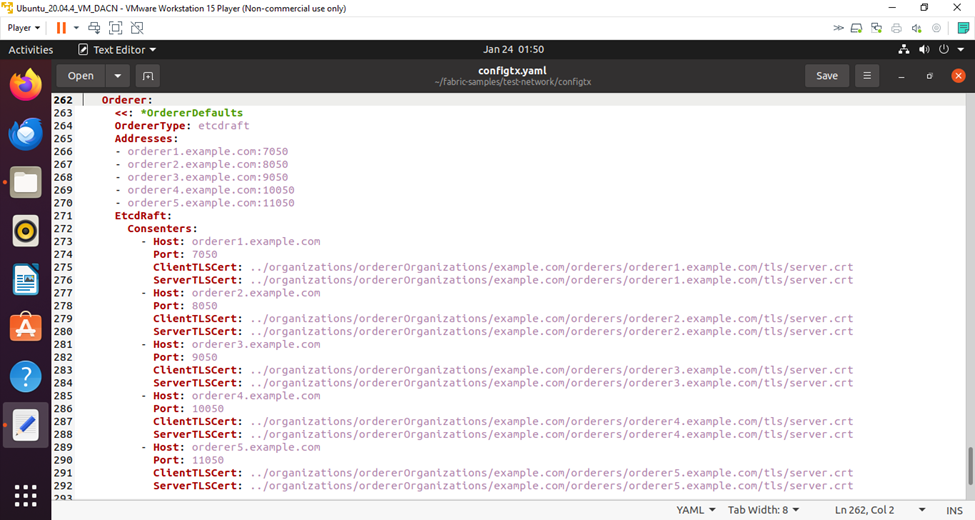 Ubuntu_20.04.4_VM_DACN - VMware Workstation 15 Player (Non-commercial use only)
Player
Activities
Text Editor
Jan 24 01:50
Open
configtx.yaml
~/fabric-samples/test-network/configtx
Save
262 Orderer:
263 <<: *OrdererDefaults
264 OrdererType: etcdraft
265 Addresses:
266 - orderer1.example.com:7050
267 - orderer2.example.com:8050
268 - orderer3.example.com:9050
269 - orderer4.example.com:10050
270 - orderer5.example.com:11050
271 EtcdRaft:
272 Consenters:
273 - Host: orderer1.example.com
274 Port: 7050
275 ClientTLSCert: ../organizations/ordererOrganizations/example.com/orderers/orderer1.example.com/tls/server.crt
276 ServerTLSCert: ../organizations/ordererOrganizations/example.com/orderers/orderer1.example.com/tls/server.crt
277 - Host: orderer2.example.com
278 Port: 8050
279 ClientTLSCert: ../organizations/ordererOrganizations/example.com/orderers/orderer2.example.com/tls/server.crt
280 ServerTLSCert: ../organizations/ordererOrganizations/example.com/orderers/orderer2.example.com/tls/server.crt
281 - Host: orderer3.example.com
282 Port: 9050
283 ClientTLSCert: ../organizations/ordererOrganizations/example.com/orderers/orderer3.example.com/tls/server.crt
284 ServerTLSCert: ../organizations/ordererOrganizations/example.com/orderers/orderer3.example.com/tls/server.crt
285 - Host: orderer4.example.com
286 Port: 10050
287 ClientTLSCert: ../organizations/ordererOrganizations/example.com/orderers/orderer4.example.com/tls/server.crt
288 ServerTLSCert: ../organizations/ordererOrganizations/example.com/orderers/orderer4.example.com/tls/server.crt
289 - Host: orderer5.example.com
290 Port: 11050
291 ClientTLSCert: ../organizations/ordererOrganizations/example.com/orderers/orderer5.example.com/tls/server.crt
292 ServerTLSCert: ../organizations/ordererOrganizations/example.com/orderers/orderer5.example.com/tls/server.crt
293
YAML
Tab Width: 8
Ln 262, Col 2
INS